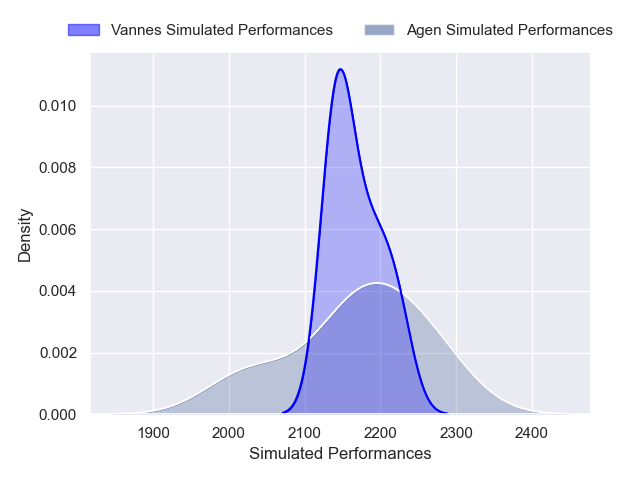 Vannes Simulated Performances Agen Simulated Performances
0.010
0.008
0.006
0.004
0.002
0.000
Density
1900 2000 2100 2200 2300 2400
Simulated Performances